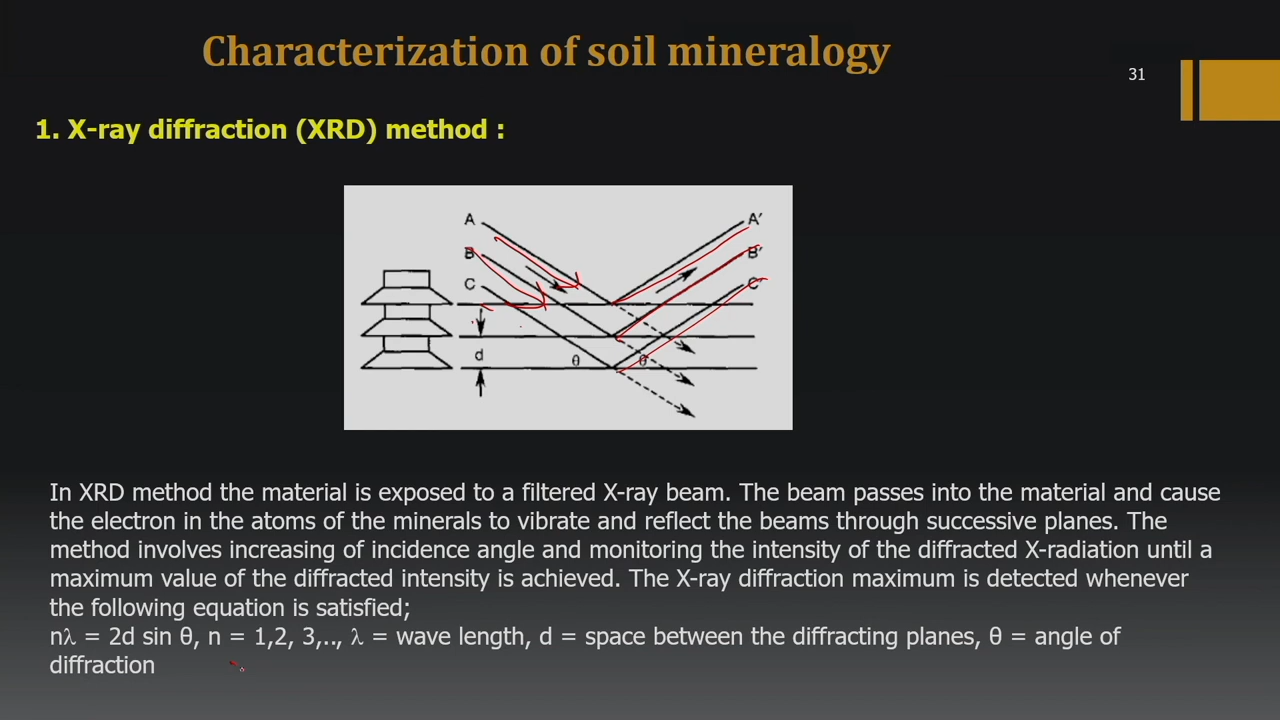 Characterization of soil mineralogy
31
1. X-ray diffraction (XRD) method :
A
A′
B
B′
C
C′
d
θ
θ
In XRD method the material is exposed to a filtered X-ray beam. The beam passes into the material and cause
the electron in the atoms of the minerals to vibrate and reflect the beams through successive planes. The
method involves increasing of incidence angle and monitoring the intensity of the diffracted X-radiation until a
maximum value of the diffracted intensity is achieved. The X-ray diffraction maximum is detected whenever
the following equation is satisfied;
nλ = 2d sin θ, n = 1,2, 3,.., λ = wave length, d = space between the diffracting planes, θ = angle of
diffraction